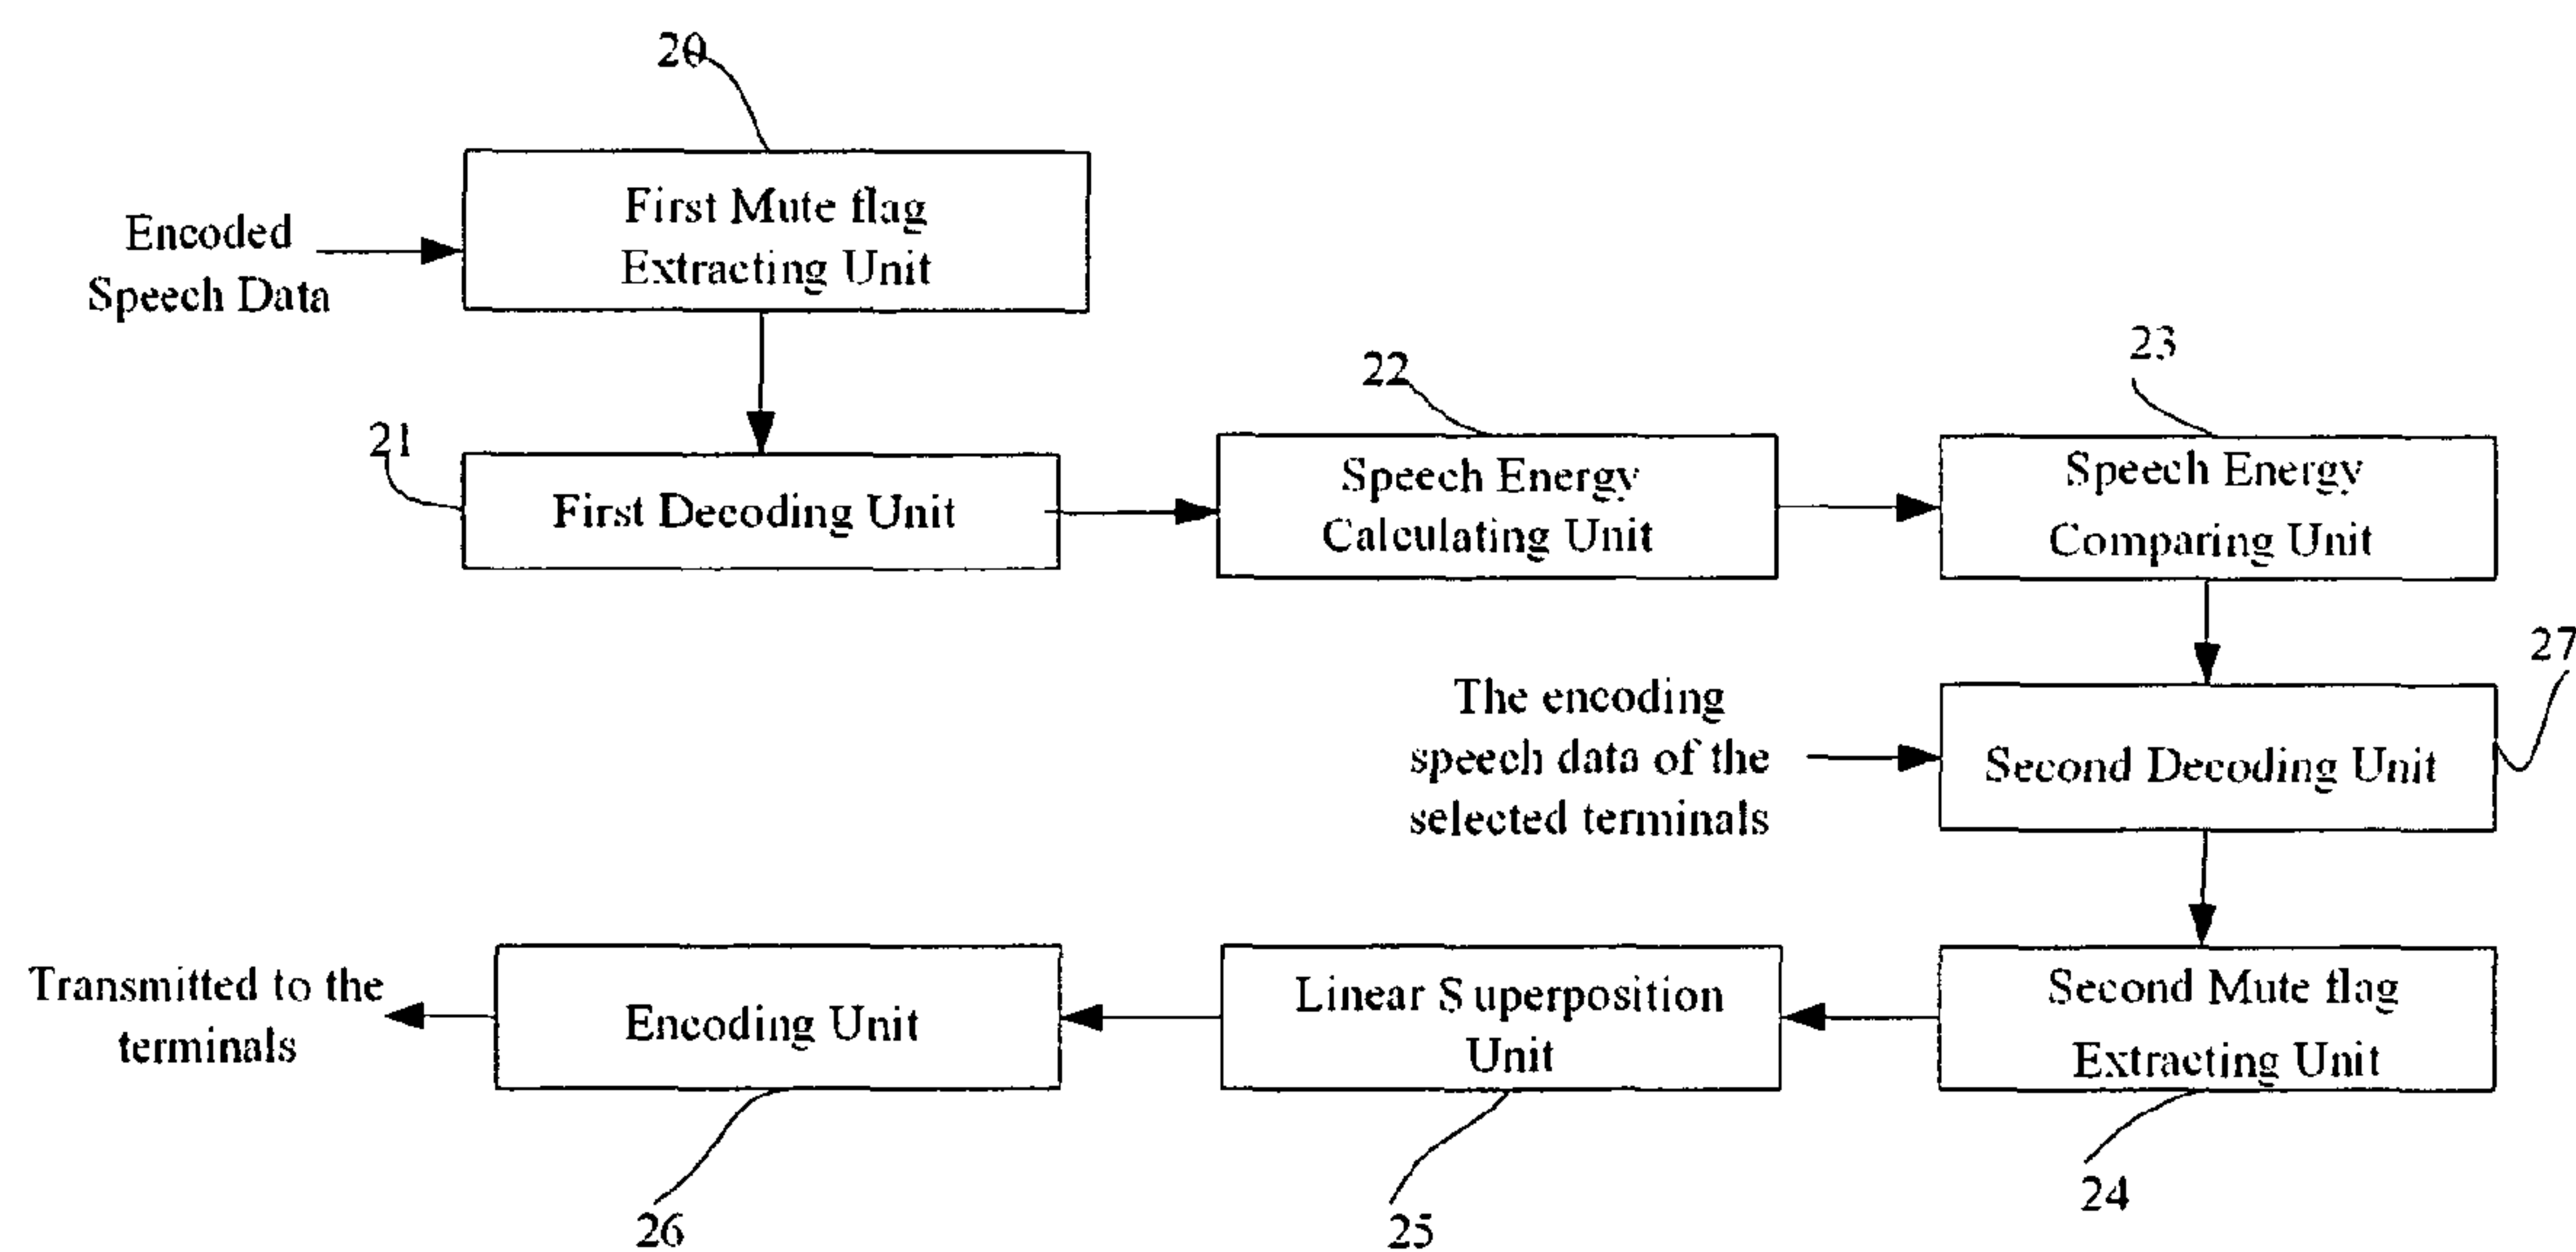 20
First Mute flag
Extracting Unit
Encoded
Speech Data
21
First Decoding Unit
22
Speech Energy
Calculating Unit
23
Speech Energy
Comparing Unit
27
The encoding
speech data of the
selected terminals
Second Decoding Unit
Second Mute flag
Extracting Unit
24
Linear Superposition
Unit
25
Encoding Unit
26
Transmitted to the
terminals